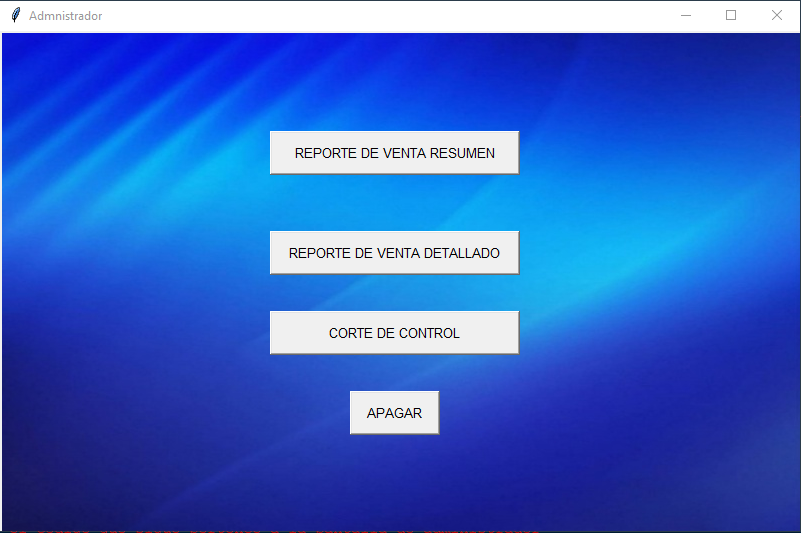 Admnistrador
REPORTE DE VENTA RESUMEN
REPORTE DE VENTA DETALLADO
CORTE DE CONTROL
APAGAR